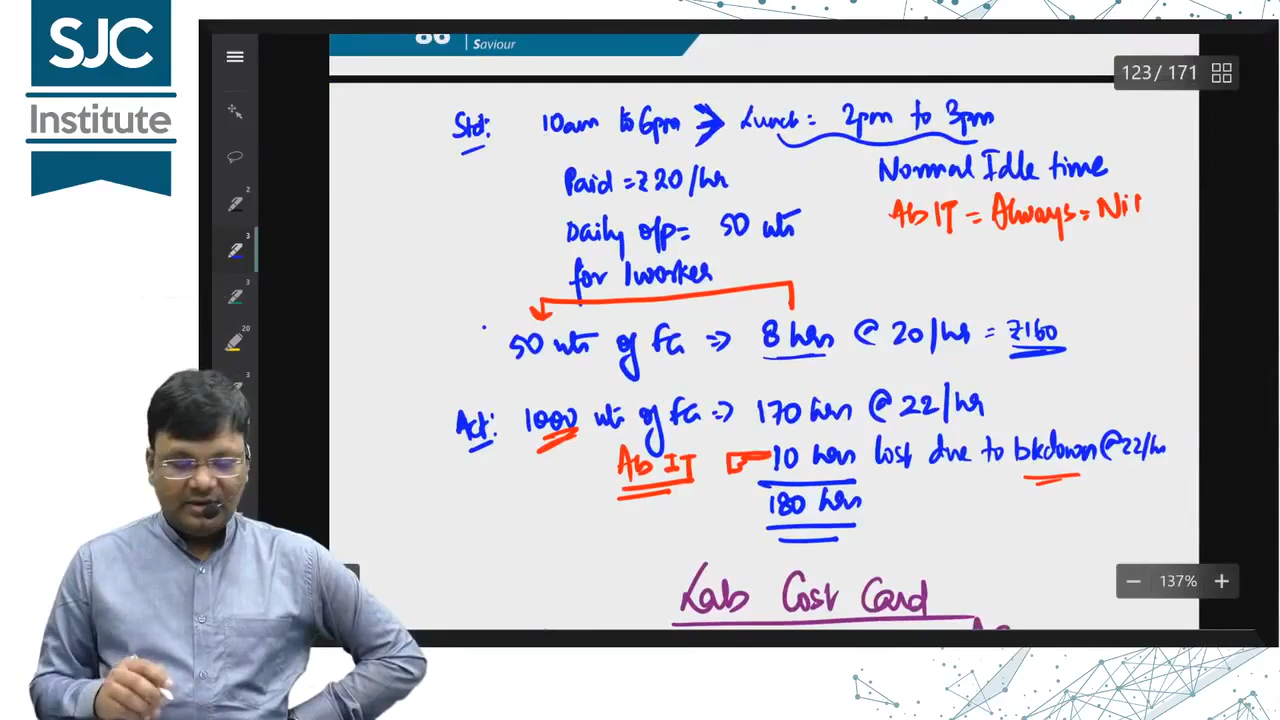 SJC
Institute
Saviour
123 / 171
Std: 10am to 6pm ⇒ Lunch = 2pm to 3pm
Normal Idle time
Paid = ₹20/hr
Ab IT = Always = Nil
Daily o/p = 50 uts
for 1 worker
50 uts of FG ⇒ 8 hrs @ 20/hr = ₹160
Act: 1000 uts of FG ⇒ 170 hrs @ 22/hr
Ab IT 10 hrs lost due to bkdown @22/hr
180 hrs
137%
Lab Cost Card